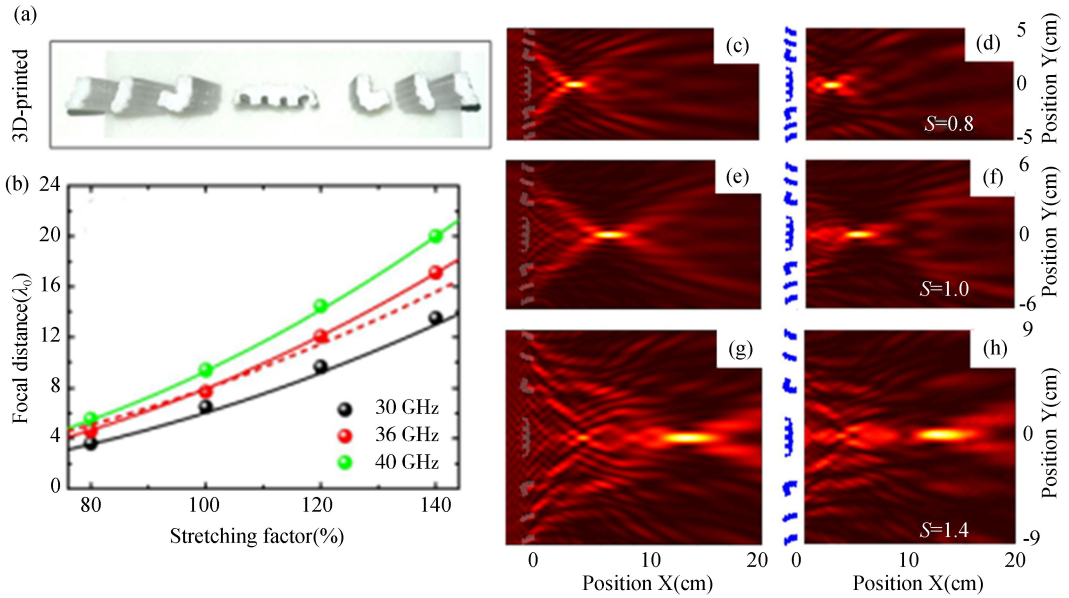 (a)
3D-printed
(b)
24
20
16
12
8
4
0
Focal distance(λ0)
30 GHz
36 GHz
40 GHz
80
100
120
140
Stretching factor(%)
(c)
(d)
S=0.8
5
0
-5
Position Y(cm)
(e)
(f)
S=1.0
6
0
-6
Position Y(cm)
(g)
(h)
S=1.4
9
0
-9
Position Y(cm)
0
10
20
Position X(cm)
0
10
20
Position X(cm)